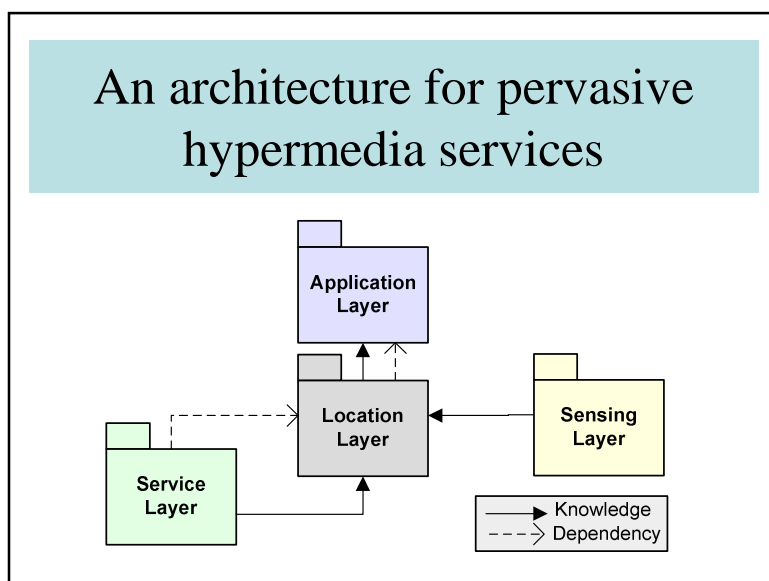 An architecture for pervasive
hypermedia services
Application
Layer
Location
Layer
Sensing
Layer
Service
Layer
Knowledge
Dependency